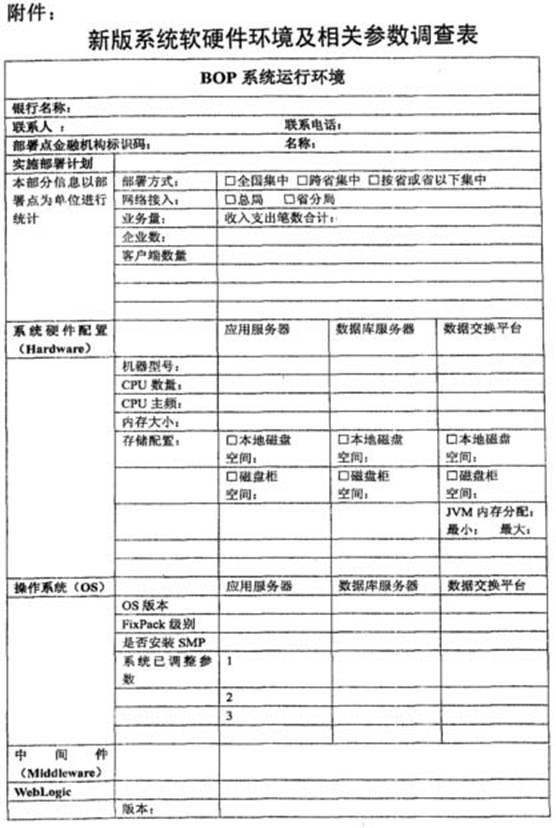 附件：
新版系统软硬件环境及相关参数调查表
BOP 系统运行环境
银行名称：
联系人 ： 联系电话：
部署点金融机构标识码： 名称：
实施部署计划
本部分信息以部署点为单位进行统计 部署方式： □全国集中 □跨省集中 □按省或省以下集中
网络接入： □总局 □省分局
业务量： 收入支出笔数合计：
企业数：
客户端数量
系统硬件配置（Hardware） 应用服务器 数据库服务器 数据交换平台
机器型号：
CPU 数量：
CPU 主频：
内存大小：
存储配置： □本地磁盘 □本地磁盘 □本地磁盘
空间： 空间： 空间：
□磁盘柜 □磁盘柜 □磁盘柜
空间： 空间： 空间：
JVM 内存分配：
最小： 最大：
操作系统（OS） 应用服务器 数据库服务器 数据交换平台
OS 版本
FixPack 级别
是否安装 SMP
系统已调整参数 1
2
3
中间件
（Middleware）
WebLogic
版本：